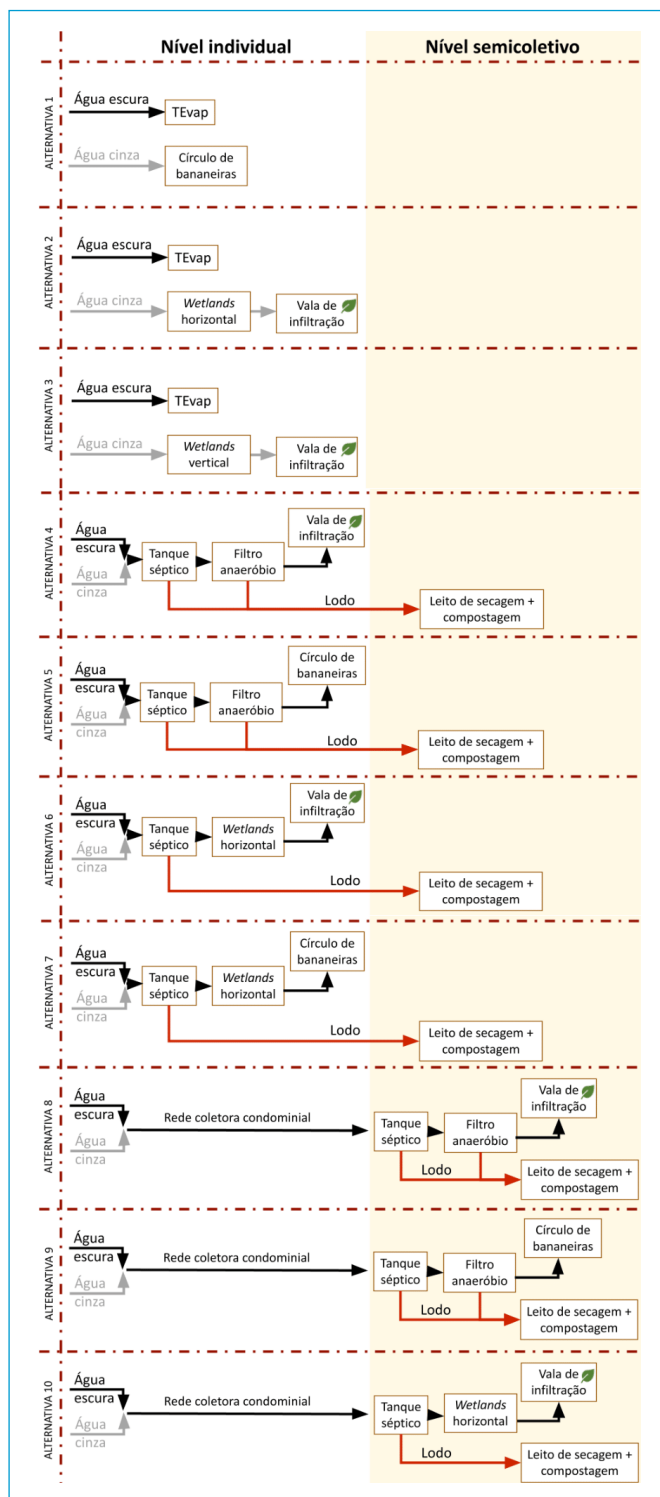 Nível individual
Nível semicoletivo
ALTERNATIVA 1
Água escura
TEvap
Água cinza
Círculo de
bananeiras
ALTERNATIVA 2
Água escura
TEvap
Água cinza
Wetlands
horizontal
Vala de
infiltração
ALTERNATIVA 3
Água escura
TEvap
Água cinza
Wetlands
vertical
Vala de
infiltração
ALTERNATIVA 4
Água
escura
Água
cinza
Tanque
séptico
Filtro
anaeróbio
Vala de
infiltração
Lodo
Leito de secagem +
compostagem
ALTERNATIVA 5
Água
escura
Água
cinza
Tanque
séptico
Filtro
anaeróbio
Círculo de
bananeiras
Lodo
Leito de secagem +
compostagem
ALTERNATIVA 6
Água
escura
Água
cinza
Tanque
séptico
Wetlands
horizontal
Vala de
infiltração
Lodo
Leito de secagem +
compostagem
ALTERNATIVA 7
Água
escura
Água
cinza
Tanque
séptico
Wetlands
horizontal
Círculo de
bananeiras
Lodo
Leito de secagem +
compostagem
ALTERNATIVA 8
Água
escura
Água
cinza
Rede coletora condominial
Tanque
séptico
Filtro
anaeróbio
Vala de
infiltração
Lodo
Leito de secagem +
compostagem
ALTERNATIVA 9
Água
escura
Água
cinza
Rede coletora condominial
Tanque
séptico
Filtro
anaeróbio
Círculo de
bananeiras
Lodo
Leito de secagem +
compostagem
ALTERNATIVA 10
Água
escura
Água
cinza
Rede coletora condominial
Tanque
séptico
Wetlands
horizontal
Vala de
infiltração
Lodo
Leito de secagem +
compostagem